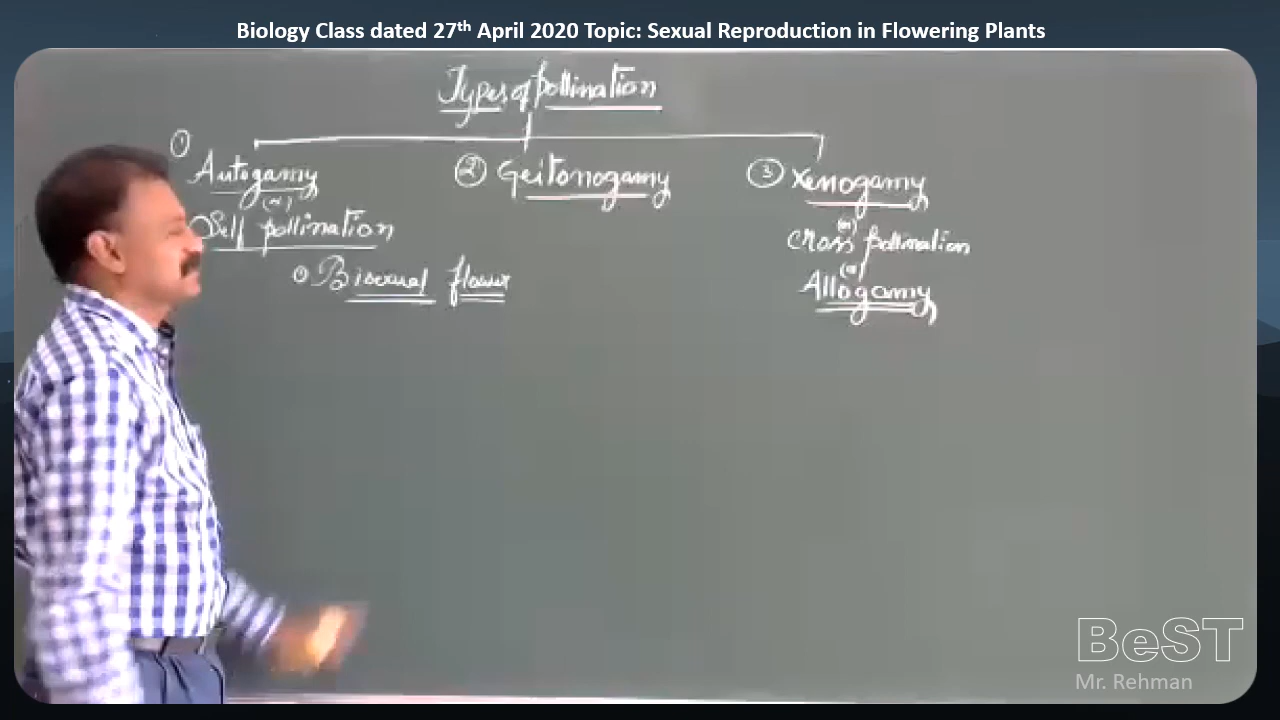 Biology Class dated 27th April 2020 Topic: Sexual Reproduction in Flowering Plants
Types of pollination
① Autogamy
(or)
Self pollination
① Bisexual flower
② Geitonogamy
③ Xenogamy
(or)
Cross pollination
(or)
Allogamy
BeST
Mr. Rehman